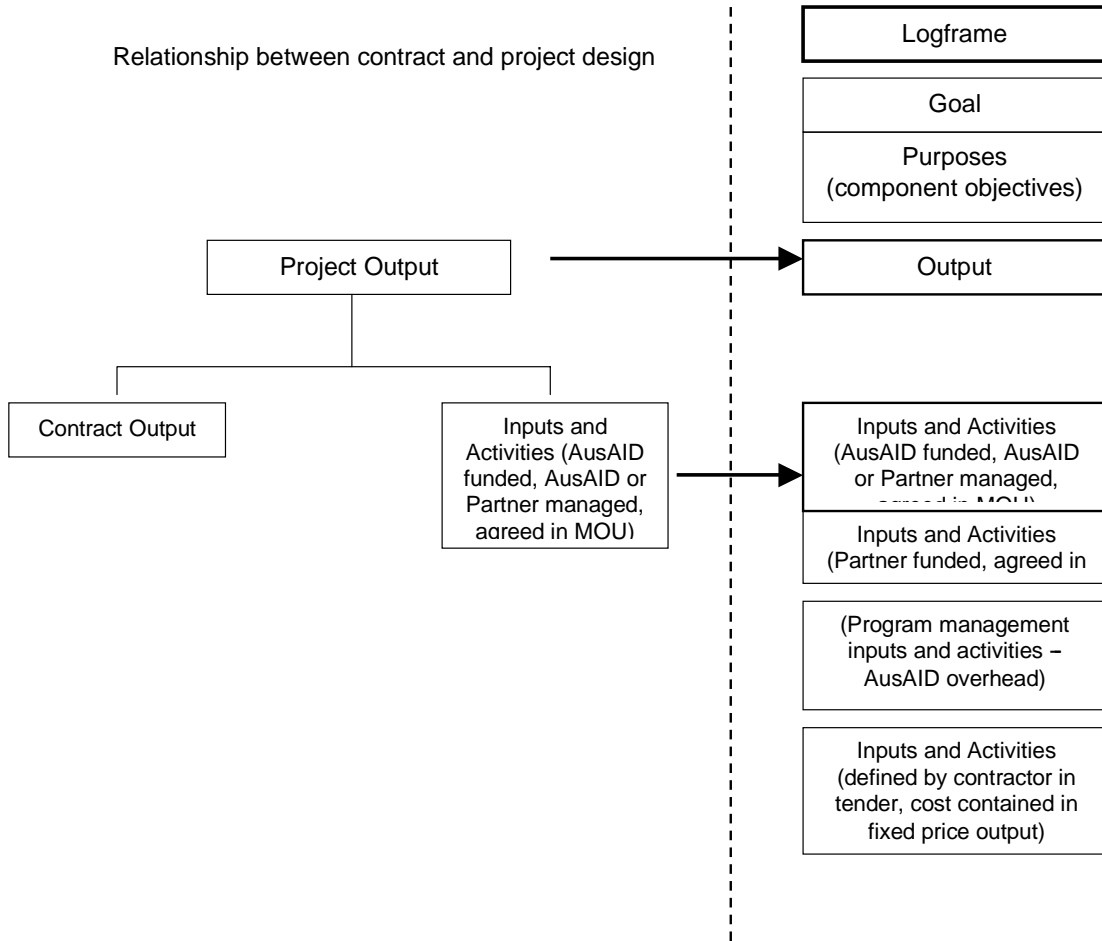 Relationship between contract and project design
Project Output
Contract Output
Inputs and
Activities (AusAID
funded, AusAID or
Partner managed,
agreed in MOU)
Logframe
Goal
Purposes
(component objectives)
Output
Inputs and Activities
(AusAID funded, AusAID
or Partner managed,
agreed in MOU)
Inputs and Activities
(Partner funded, agreed in
(Program management
inputs and activities –
AusAID overhead)
Inputs and Activities
(defined by contractor in
tender, cost contained in
fixed price output)